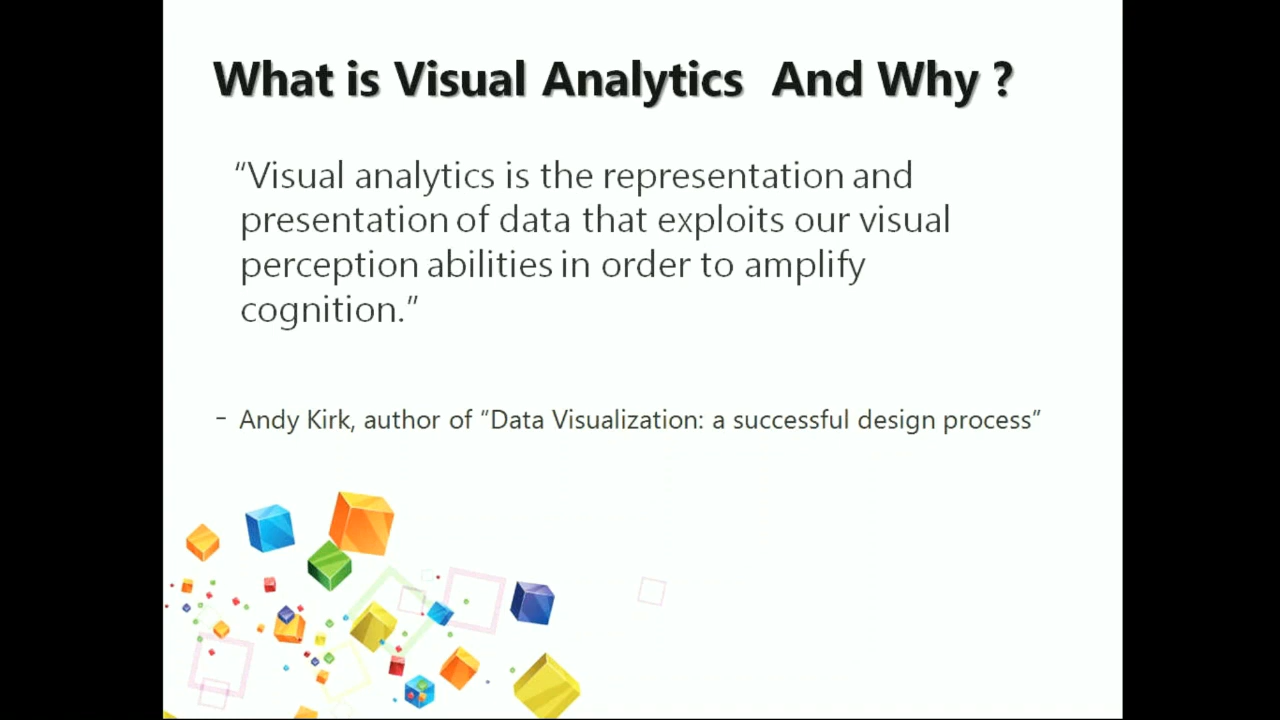 What is Visual Analytics And Why ?
“Visual analytics is the representation and
presentation of data that exploits our visual
perception abilities in order to amplify
cognition.”
- Andy Kirk, author of “Data Visualization: a successful design process”